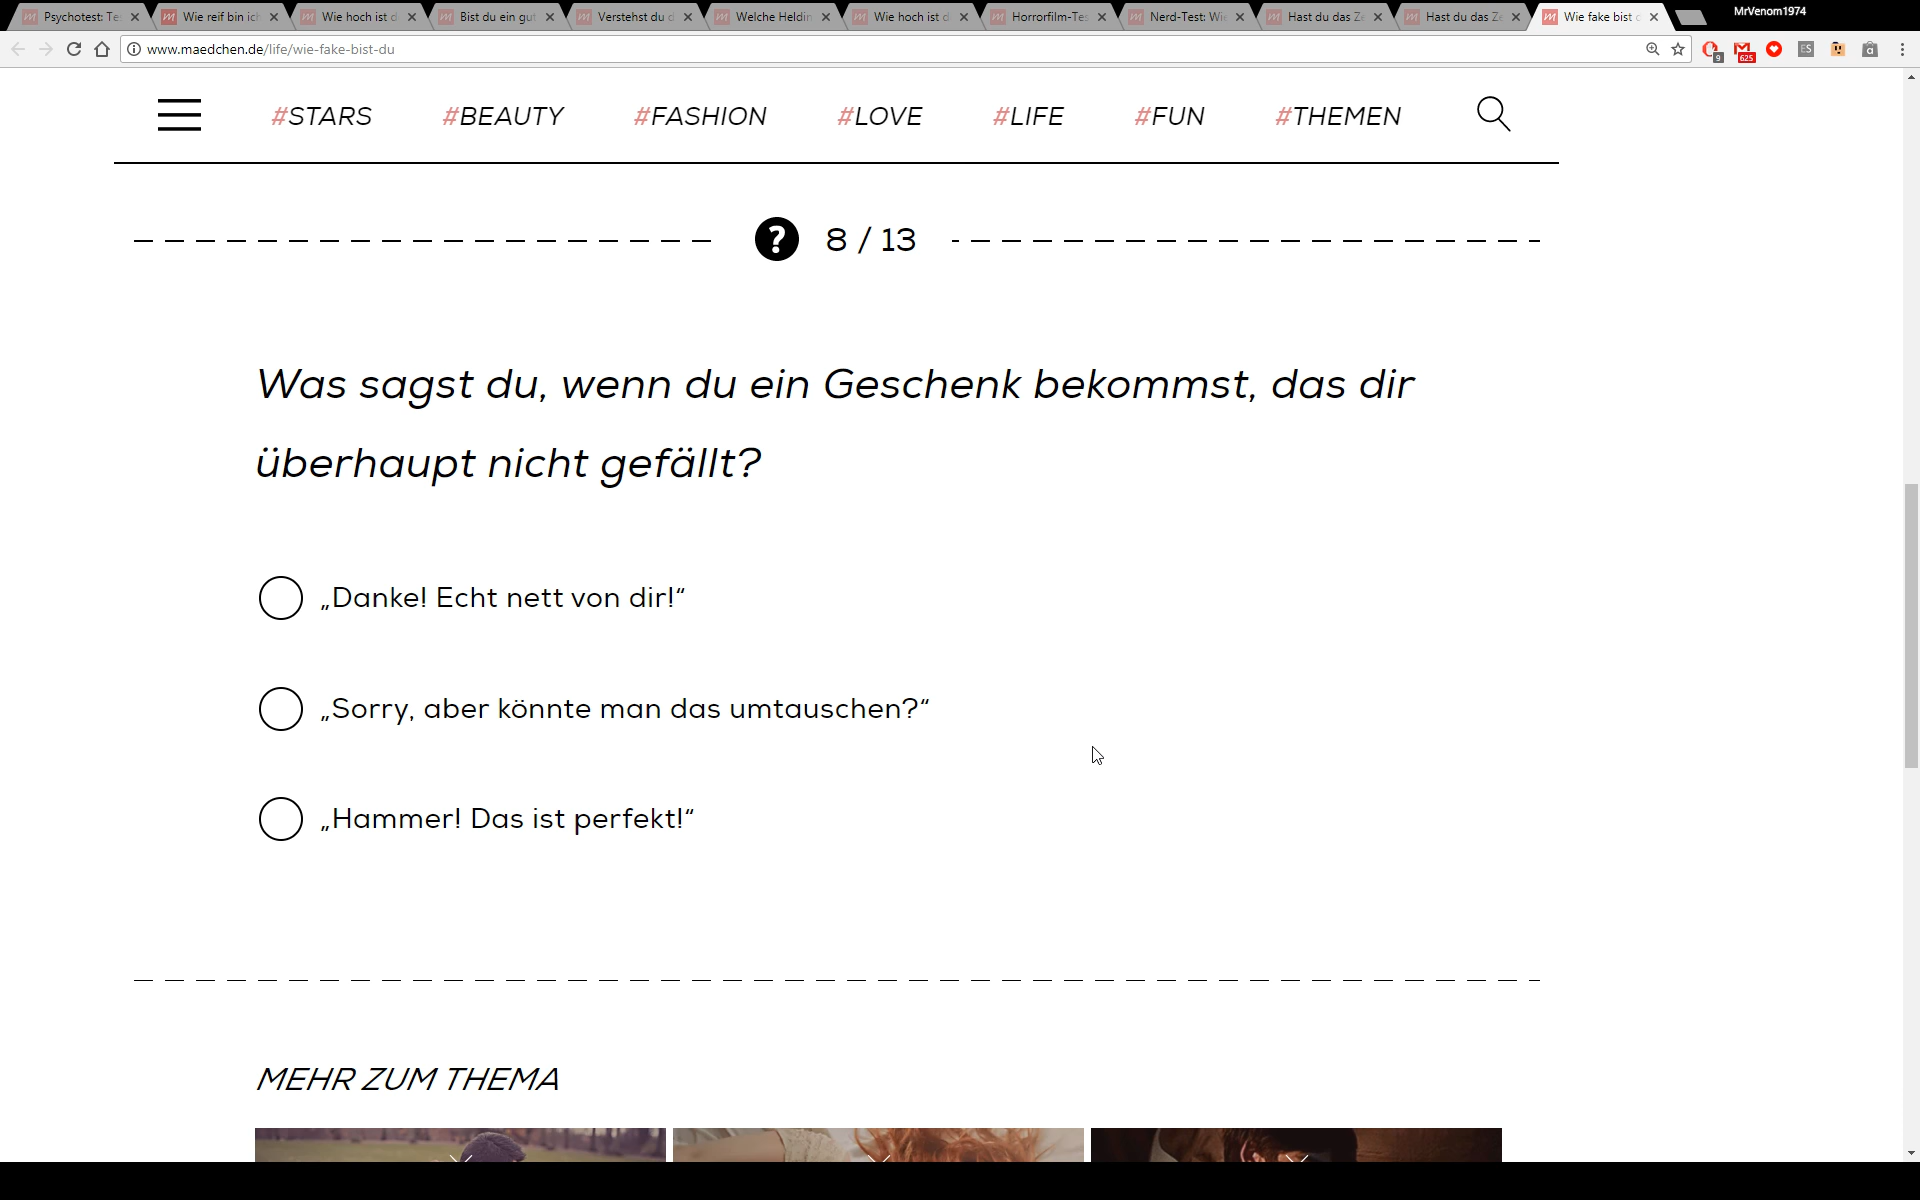 Psychotest: Te
Wie reif bin ich
Wie hoch ist d
Bist du ein gut
Verstehst du d
Welche Heldin
Wie hoch ist d
Horrorfilm-Tes
Nerd-Test: Wi
Hast du das Ze
Hast du das Ze
Wie fake bist d
MrVenom1974
www.maedchen.de/life/wie-fake-bist-du
9
625
ES
#STARS #BEAUTY #FASHION #LOVE #LIFE #FUN #THEMEN
? 8 / 13
Was sagst du, wenn du ein Geschenk bekommst, das dir
überhaupt nicht gefällt?
„Danke! Echt nett von dir!“
„Sorry, aber könnte man das umtauschen?“
„Hammer! Das ist perfekt!“
MEHR ZUM THEMA